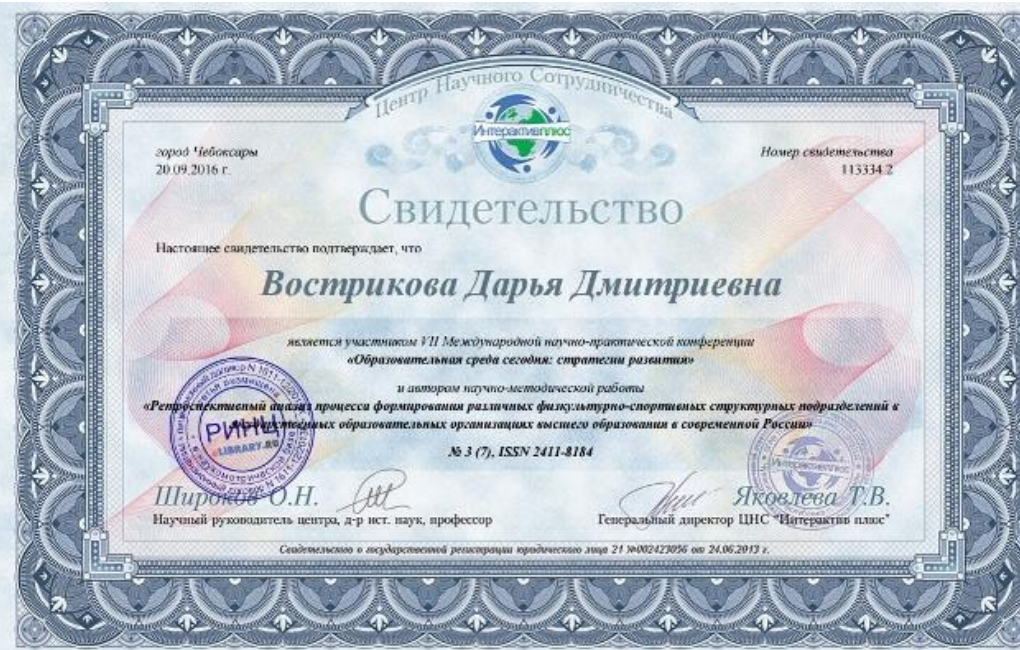 Центр Научного Сотрудничества
Интерактивплюс
город Чебоксары
20.09.2016 г.
Номер свидетельства
113334.2
Свидетельство
Настоящее свидетельство подтверждает, что
Вострикова Дарья Дмитриевна
является участником VII Международной научно-практической конференции
«Образовательная среда сегодня: стратегии развития»
и автором научно-методической работы
«Ретроспективный анализ процесса формирования различных физкультурно-спортивных структурных подразделений в
государственных образовательных организациях высшего образования в современной России»
№ 3 (7), ISSN 2411-8184
РИНЦ
eLIBRARY.RU
Широков О.Н.
Научный руководитель центра, д-р ист. наук, профессор
Яковлева Т.В.
Генеральный директор ЦНС "Интерактив плюс"
Свидетельство о государственной регистрации юридического лица 21 №002423056 от 24.06.2013 г.